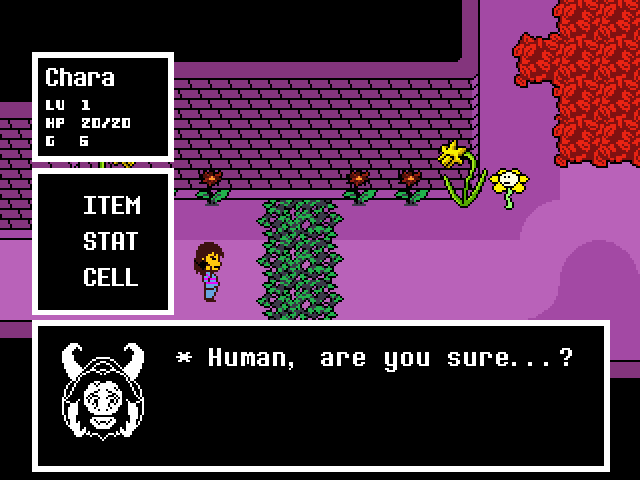 Chara
LV 1
HP 20/20
G 6
ITEM
STAT
CELL
* Human, are you sure...?